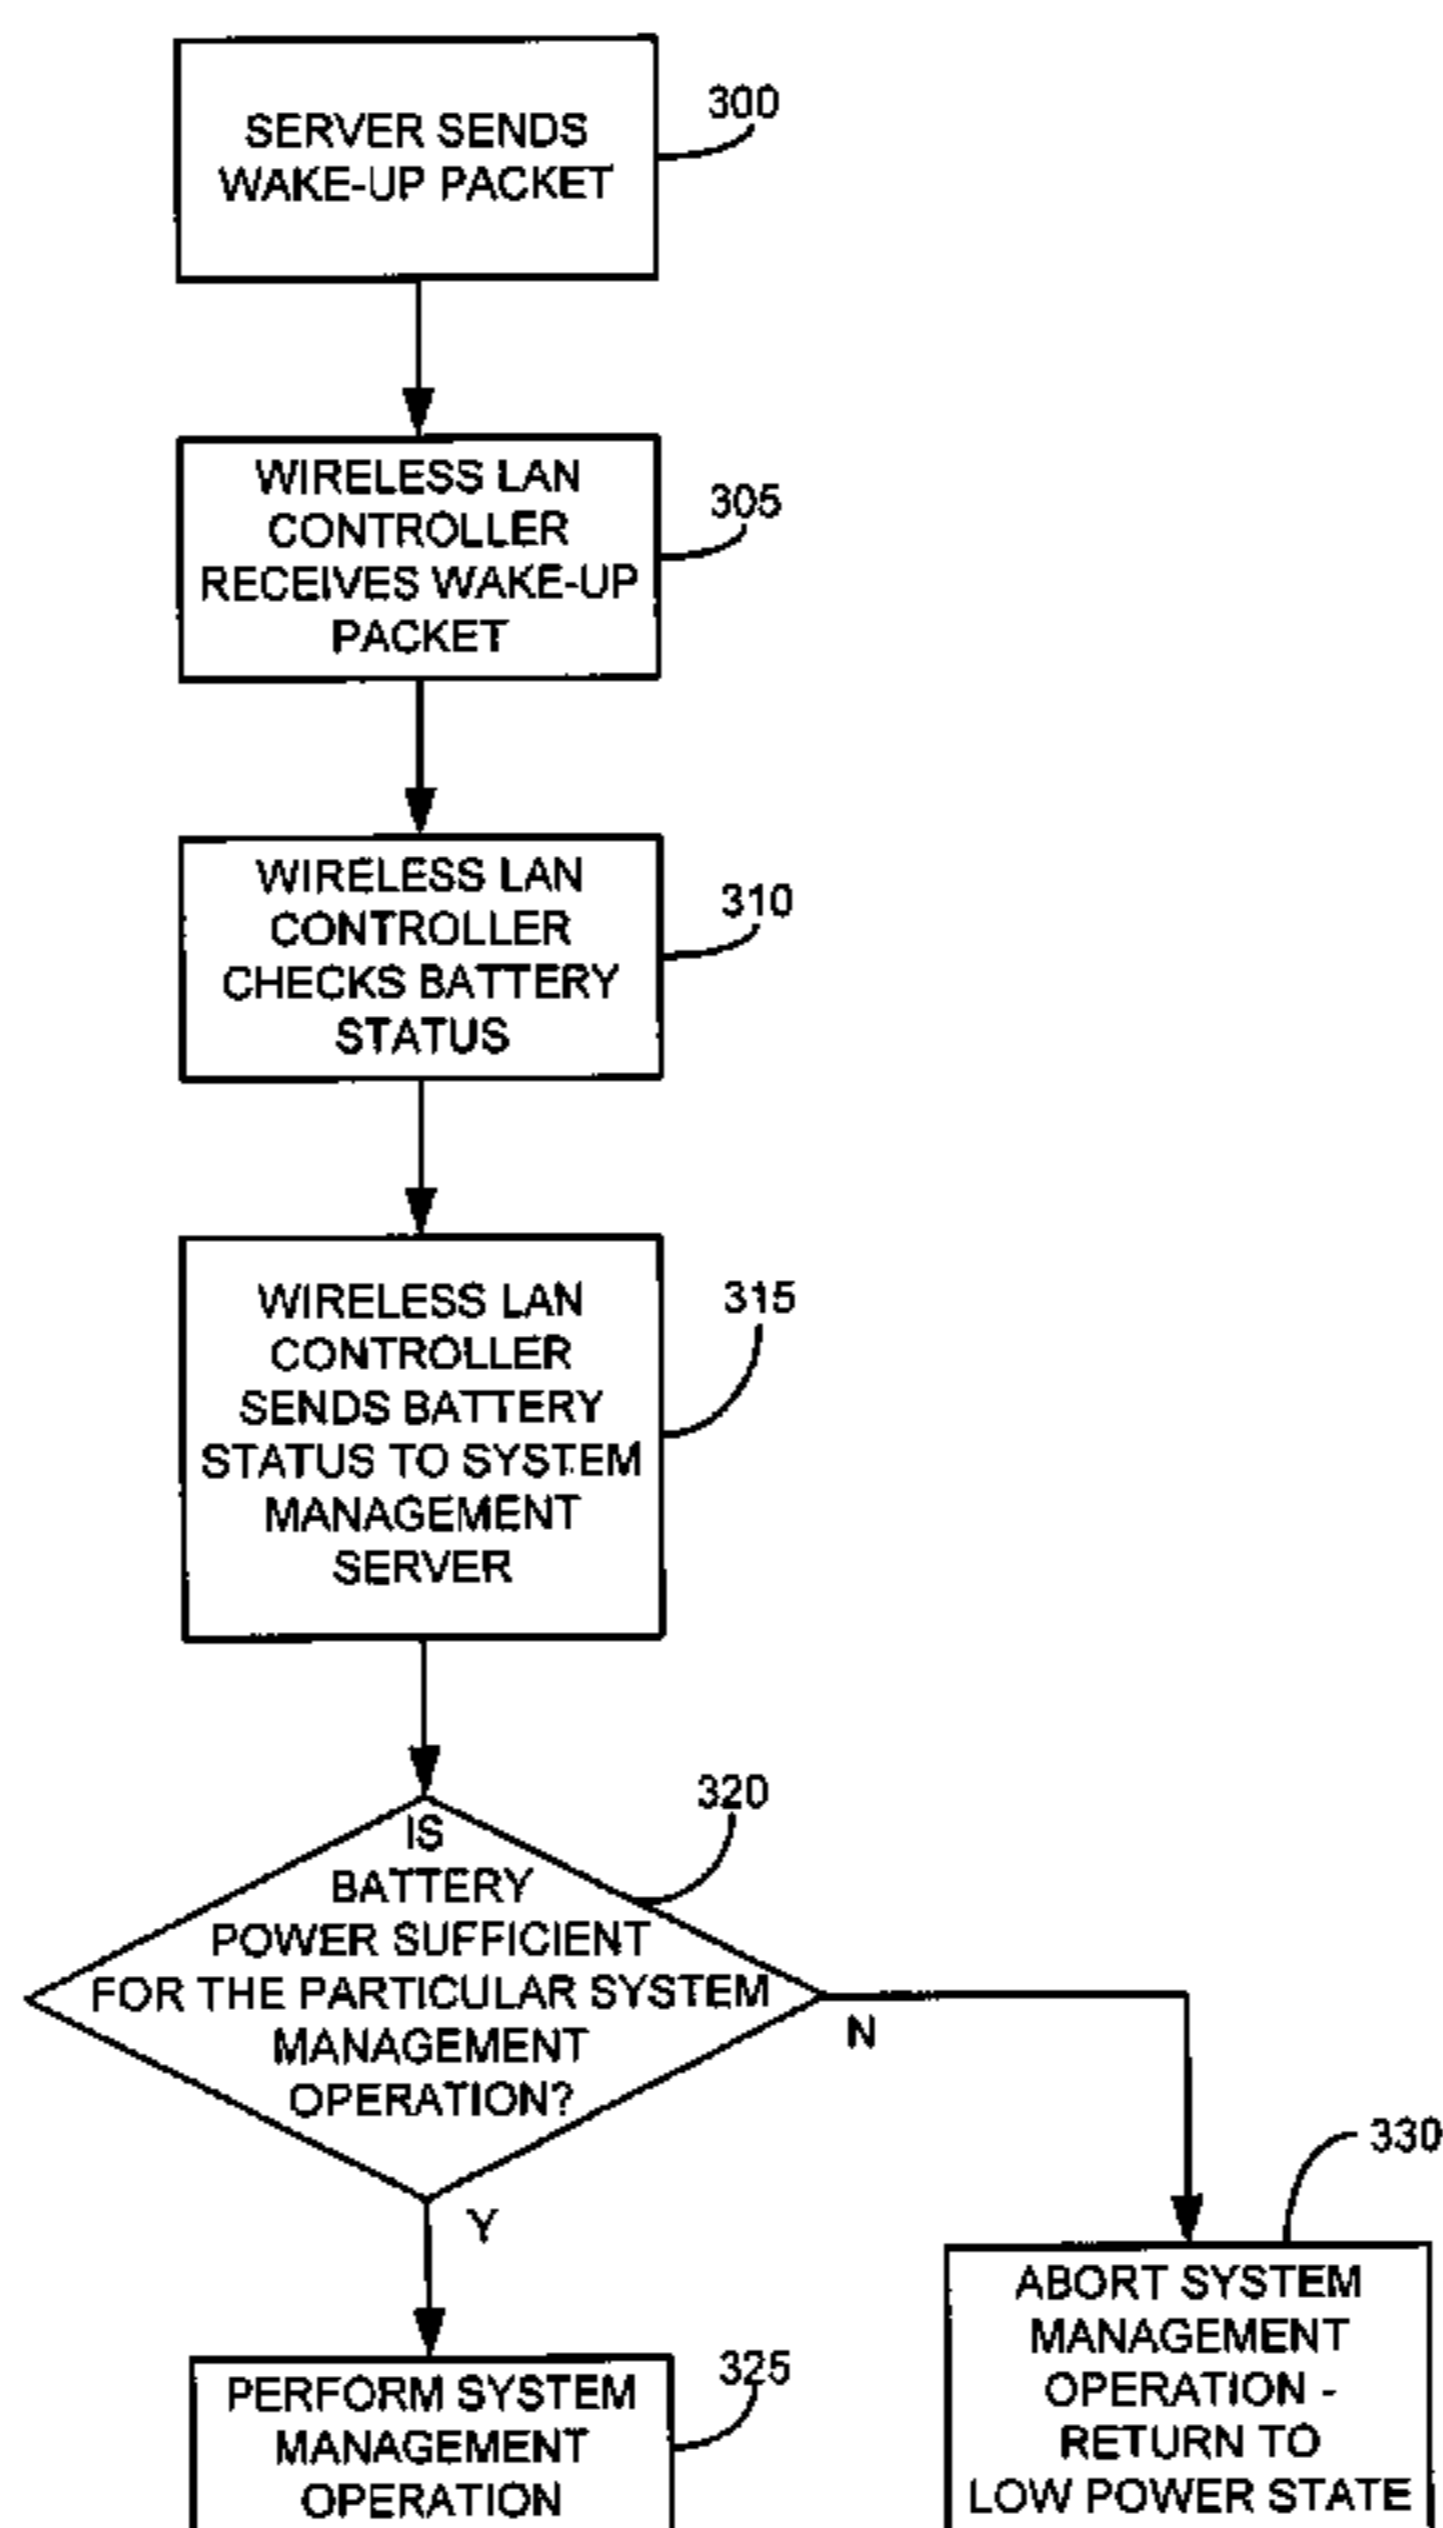 300
SERVER SENDS
WAKE-UP PACKET
305
WIRELESS LAN
CONTROLLER
RECEIVES WAKE-UP
PACKET
310
WIRELESS LAN
CONTROLLER
CHECKS BATTERY
STATUS
315
WIRELESS LAN
CONTROLLER
SENDS BATTERY
STATUS TO SYSTEM
MANAGEMENT
SERVER
320
IS
BATTERY
POWER SUFFICIENT
FOR THE PARTICULAR SYSTEM
MANAGEMENT
OPERATION?
N
Y
330
ABORT SYSTEM
MANAGEMENT
OPERATION -
RETURN TO
LOW POWER STATE
325
PERFORM SYSTEM
MANAGEMENT
OPERATION